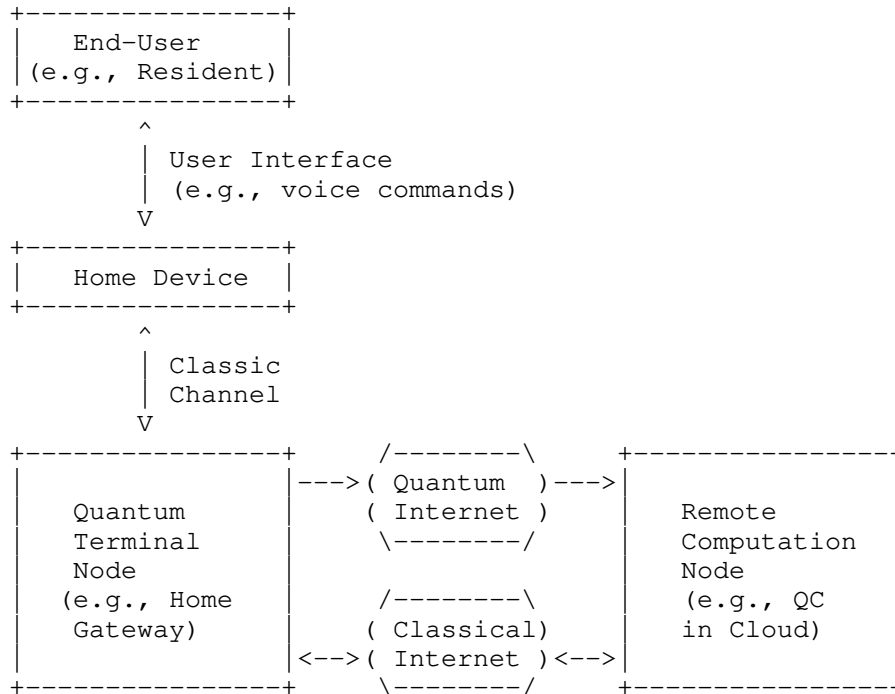 +----------------+
|   End-User     |
|(e.g., Resident)|
+----------------+
        ^
        | User Interface
        | (e.g., voice commands)
        V
+----------------+
|   Home Device  |
+----------------+
        ^
        | Classic
        | Channel
        V
+----------------+     /--------\     +----------------
|                |--->( Quantum  )--->|
|   Quantum      |    ( Internet )    |   Remote
|   Terminal     |     \--------/     |   Computation
|   Node         |                    |   Node
|  (e.g., Home   |     /--------\     |   (e.g., QC
|   Gateway)     |    ( Classical)    |   in Cloud)
|                |<-->( Internet )<-->|
+----------------+     \--------/     +----------------